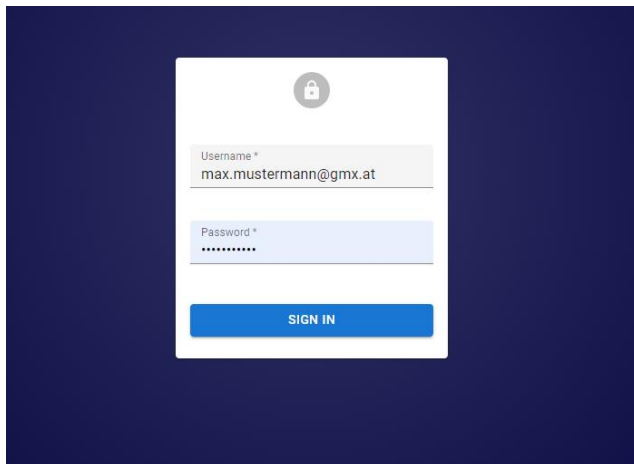 Username *
max.mustermann@gmx.at
Password *
•••••••••••
SIGN IN